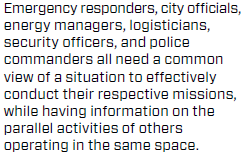 Emergency responders, city officials,
energy managers, logisticians,
security officers, and police
commanders all need a common
view of a situation to effectively
conduct their respective missions,
while having information on the
parallel activities of others
operating in the same space.